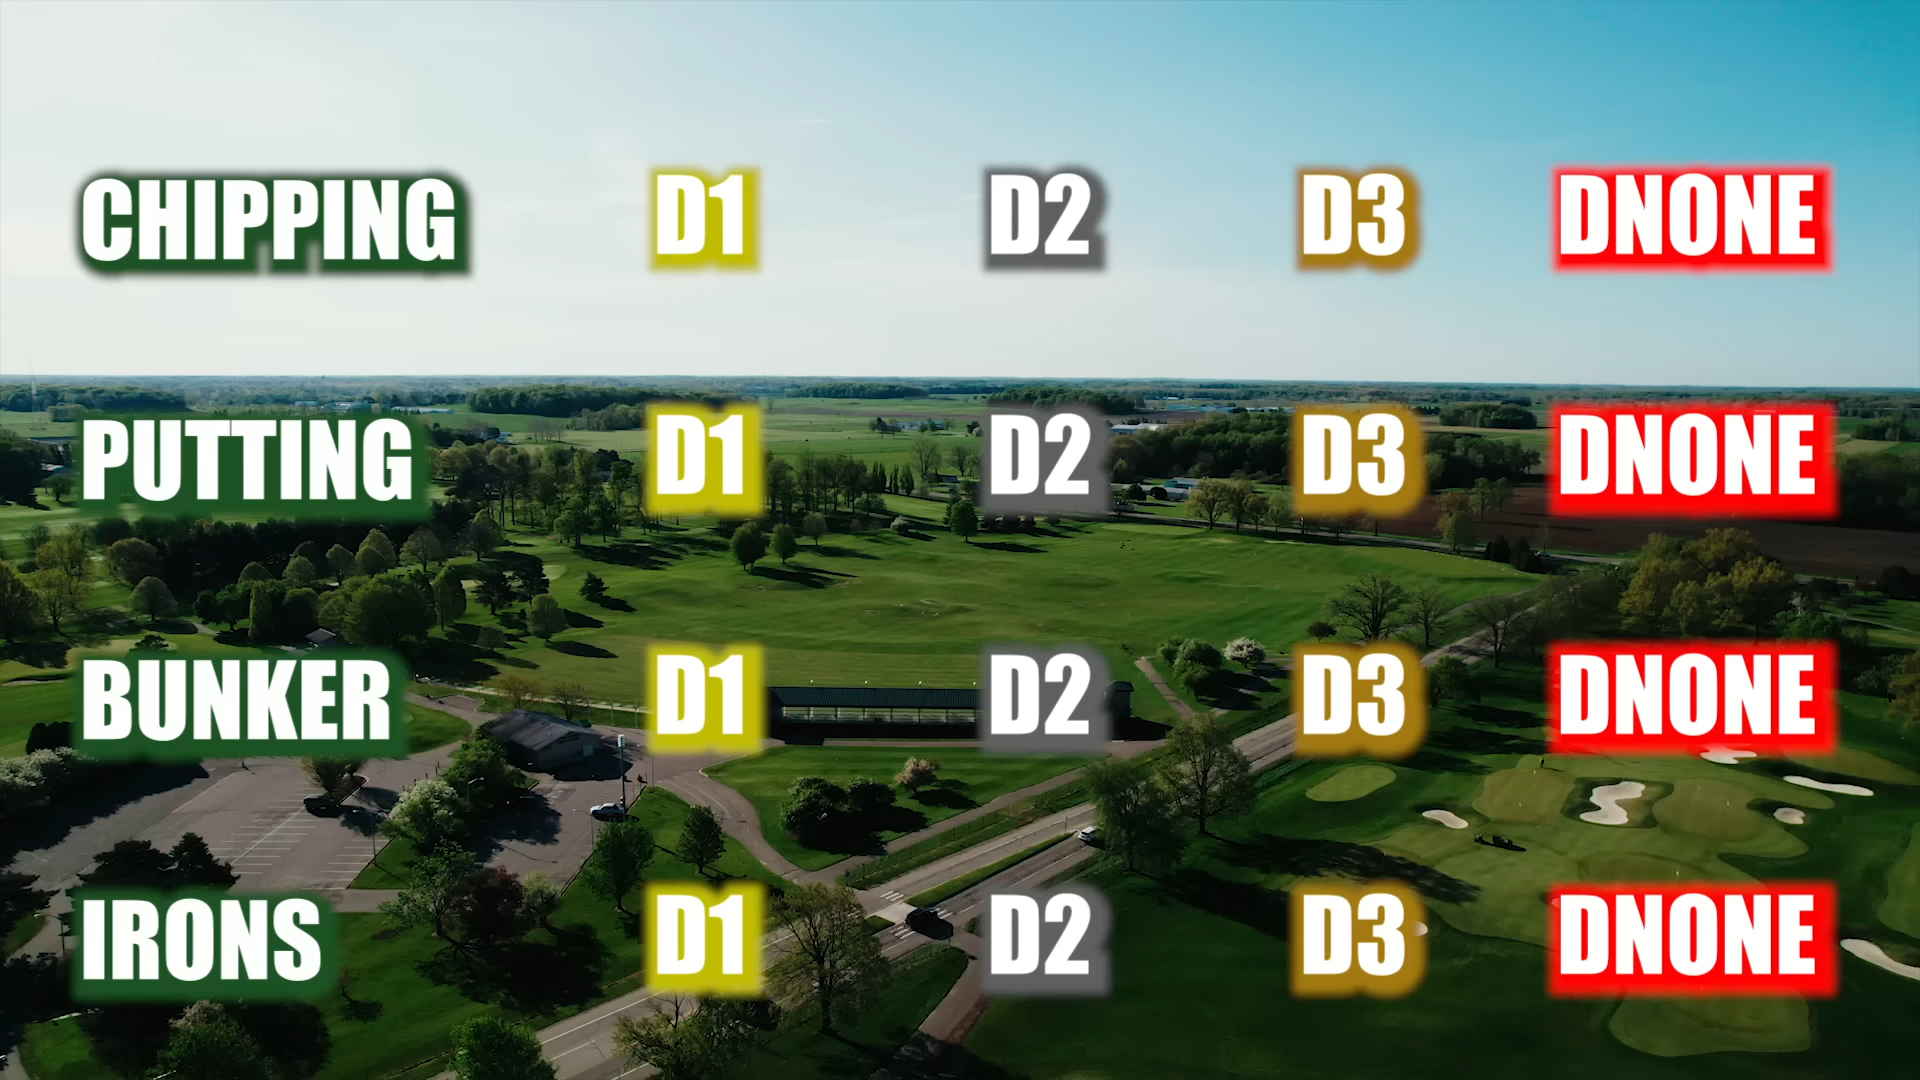 CHIPPING D1 D2 D3 DNONE
PUTTING D1 D2 D3 DNONE
BUNKER D1 D2 D3 DNONE
IRONS D1 D2 D3 DNONE